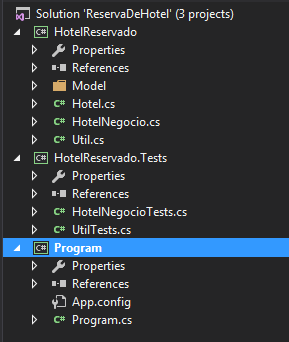 Solution 'ReservaDeHotel' (3 projects)
C# HotelReservado
Properties
References
Model
C# Hotel.cs
C# HotelNegocio.cs
C# Util.cs
C# HotelReservado.Tests
Properties
References
C# HotelNegocioTests.cs
C# UtilTests.cs
C# Program
Properties
References
App.config
C# Program.cs